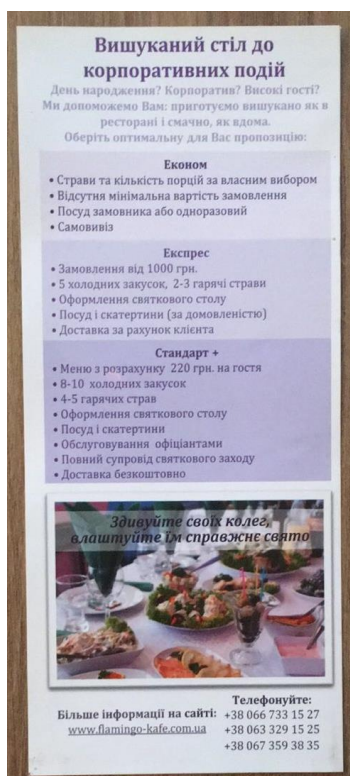 Вишуканий стіл до
корпоративних подій
День народження? Корпоратив? Високі гості?
Ми допоможемо Вам: приготуємо вишукано як в
ресторані і смачно, як вдома.
Оберіть оптимальну для Вас пропозицію:
Економ
• Страви та кількість порцій за власним вибором
• Відсутня мінімальна вартість замовлення
• Посуд замовника або одноразовий
• Самовивіз
Експрес
• Замовлення від 1000 грн.
• 5 холодних закусок, 2-3 гарячі страви
• Оформлення святкового столу
• Посуд і скатертини (за домовленістю)
• Доставка за рахунок клієнта
Стандарт +
• Меню з розрахунку 220 грн. на гостя
• 8-10 холодних закусок
• 4-5 гарячих страв
• Оформлення святкового столу
• Посуд і скатертини
• Обслуговування офіціантами
• Повний супровід святкового заходу
• Доставка безкоштовно
Здивуйте своїх колег,
влаштуйте їм справжнє свято
Більше інформації на сайті:
www.flamingo-kafe.com.ua
Телефонуйте:
+38 066 733 15 27
+38 063 329 15 25
+38 067 359 38 35